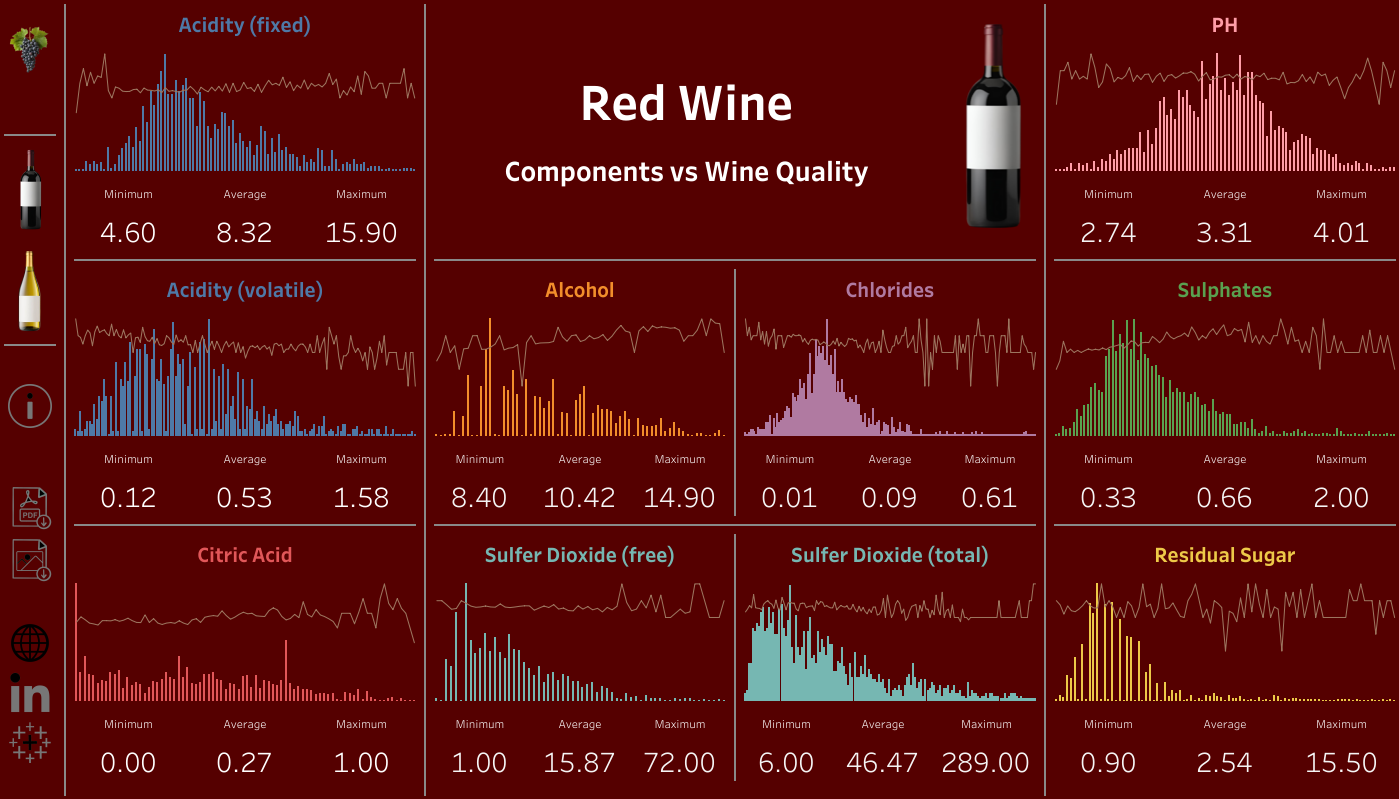 Acidity (fixed)
Minimum Average Maximum
4.60 8.32 15.90
Red Wine
Components vs Wine Quality
PH
Minimum Average Maximum
2.74 3.31 4.01
Acidity (volatile)
Minimum Average Maximum
0.12 0.53 1.58
Alcohol
Minimum Average Maximum
8.40 10.42 14.90
Chlorides
Minimum Average Maximum
0.01 0.09 0.61
Sulphates
Minimum Average Maximum
0.33 0.66 2.00
Citric Acid
Minimum Average Maximum
0.00 0.27 1.00
Sulfer Dioxide (free)
Minimum Average Maximum
1.00 15.87 72.00
Sulfer Dioxide (total)
Minimum Average Maximum
6.00 46.47 289.00
Residual Sugar
Minimum Average Maximum
0.90 2.54 15.50
i
PDF
in